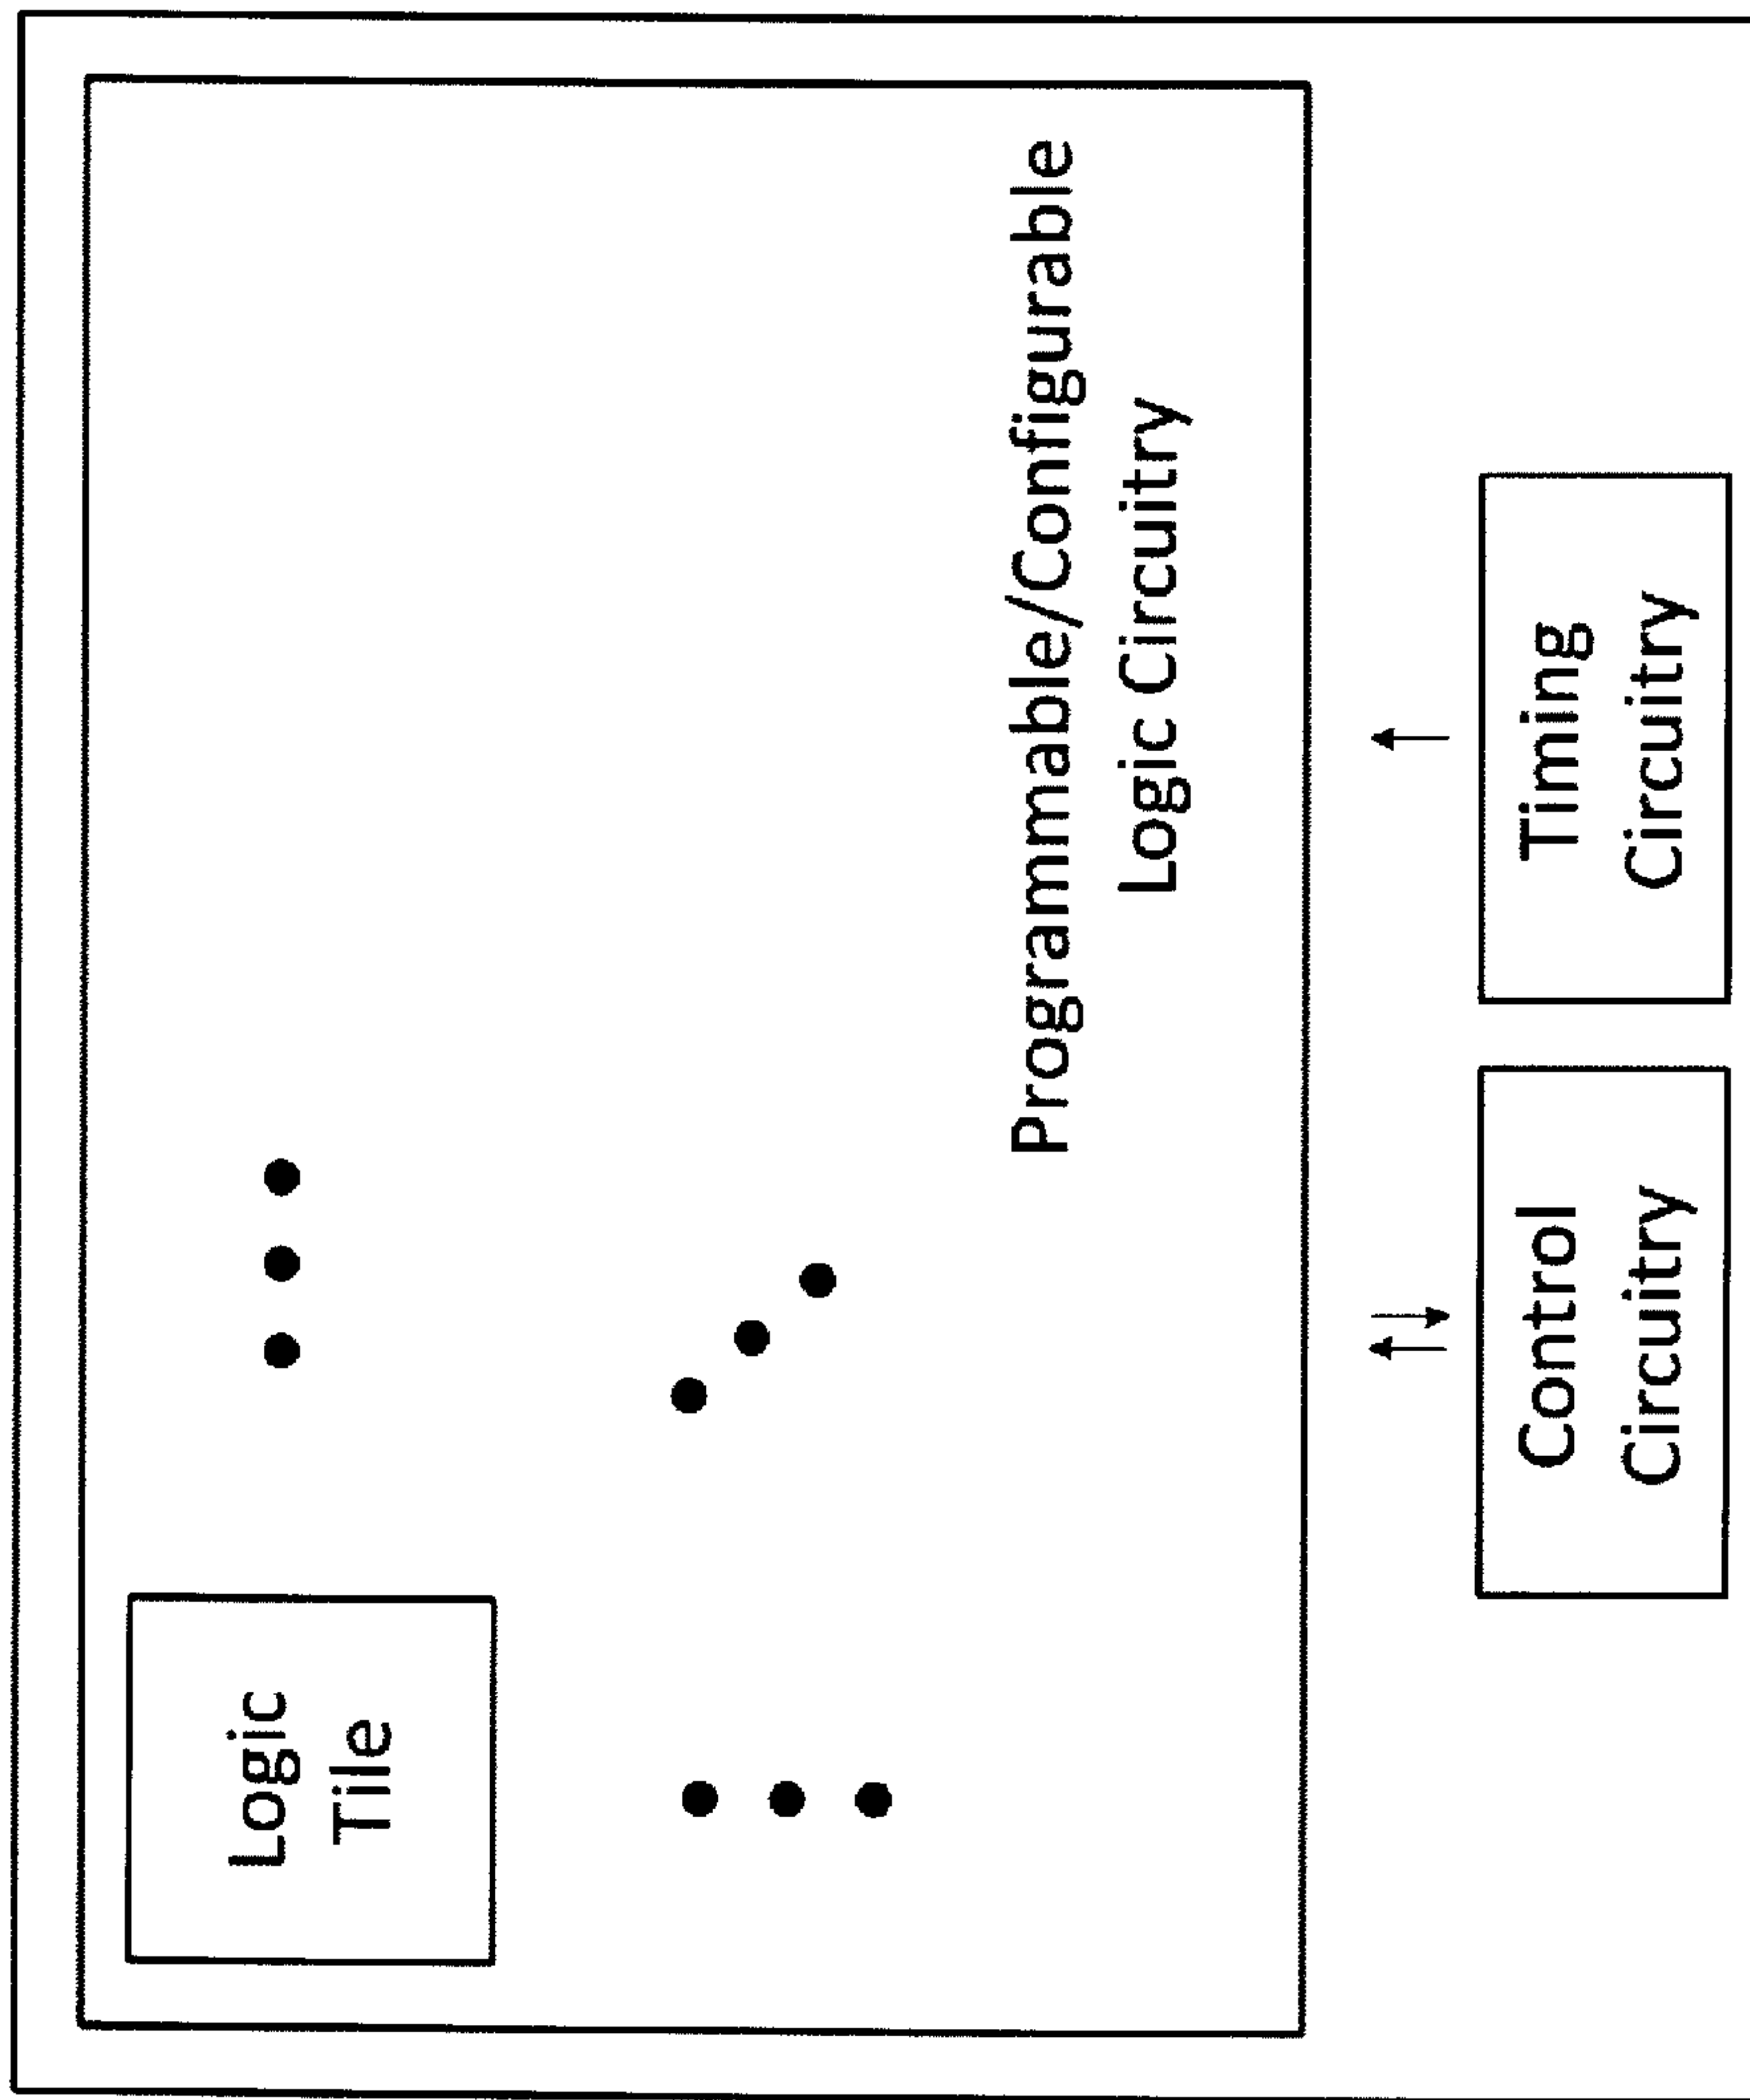 Logic
Tile
Programmable/Configurable
Logic Circuitry
Control
Circuitry
Timing
Circuitry